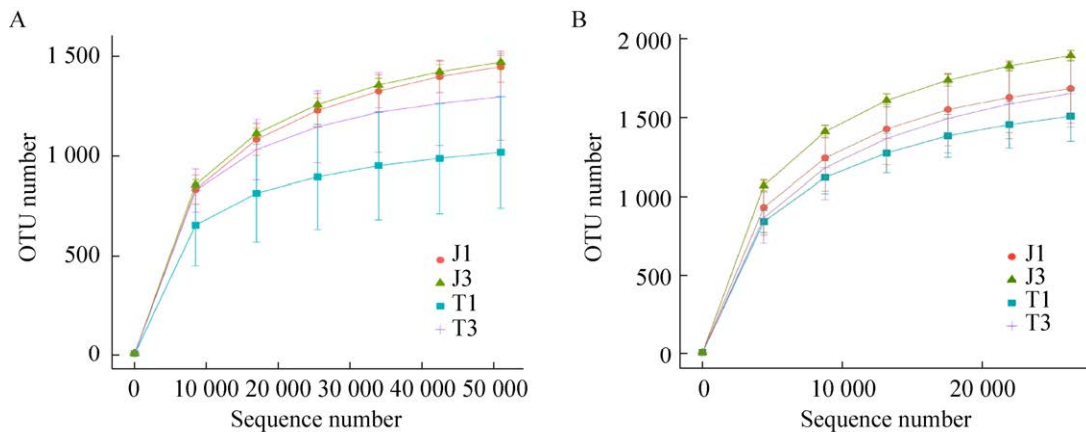 A
OTU number
1 500
1 000
500
0
J1
J3
T1
T3
0 10 000 20 000 30 000 40 000 50 000
Sequence number
B
OTU number
2 000
1 500
1 000
500
0
J1
J3
T1
T3
0 10 000 20 000
Sequence number